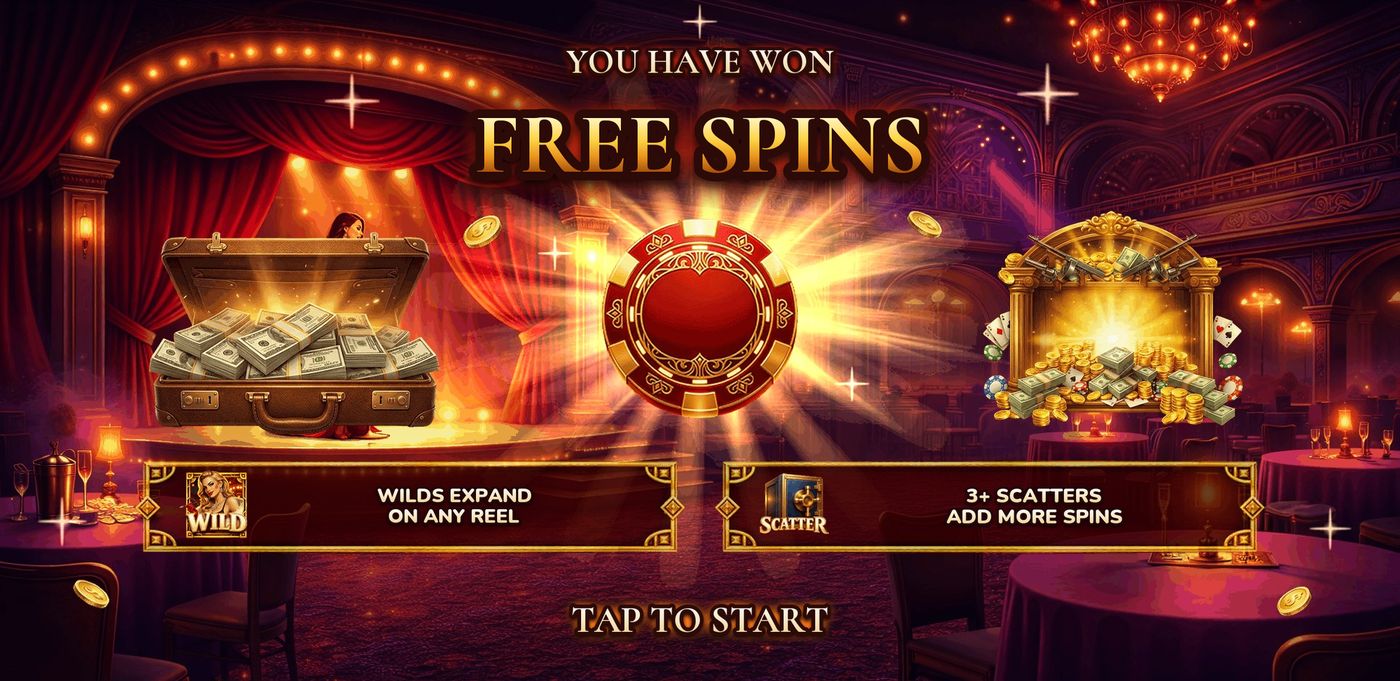 YOU HAVE WON
FREE SPINS
WILD
WILDS EXPAND
ON ANY REEL
SCATTER
3+ SCATTERS
ADD MORE SPINS
TAP TO START